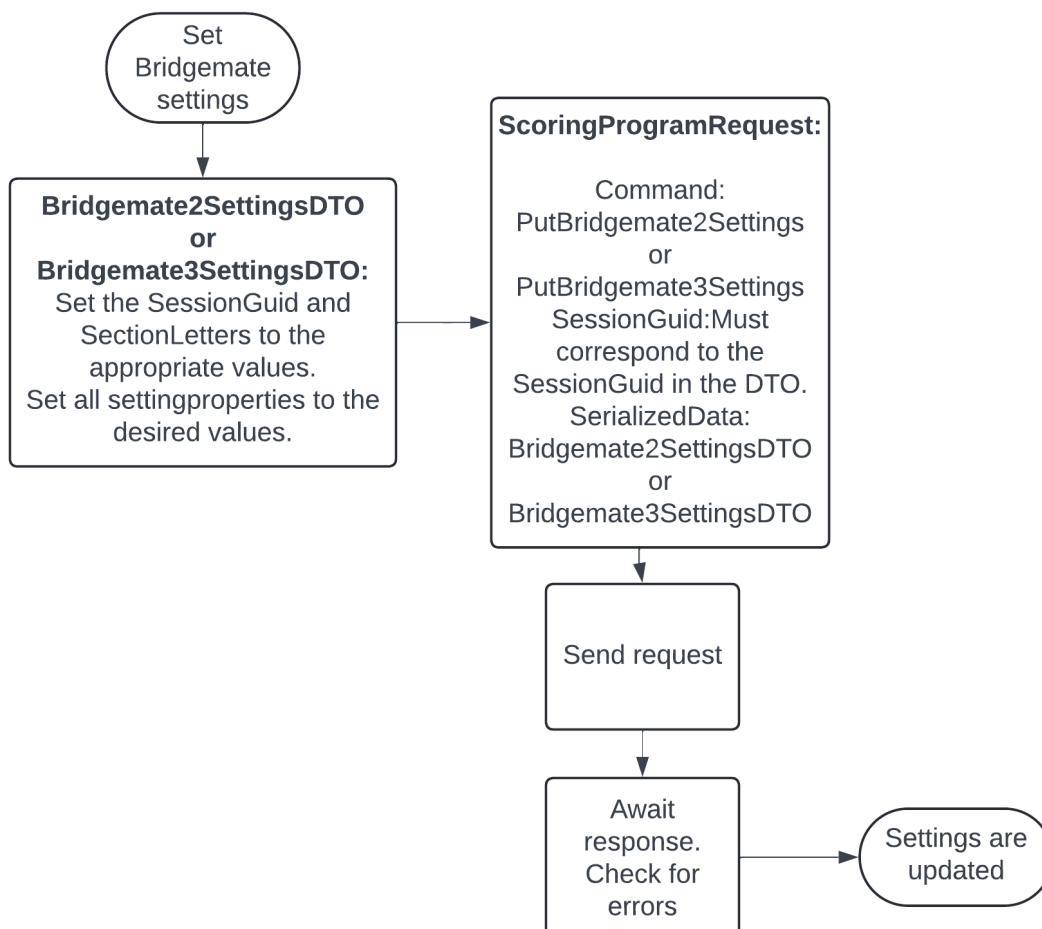 Set
Bridgemate
settings
Bridgemate2SettingsDTO
or
Bridgemate3SettingsDTO:
Set the SessionGuid and
SectionLetters to the
appropriate values.
Set all settingproperties to the
desired values.
ScoringProgramRequest:
Command:
PutBridgemate2Settings
or
PutBridgemate3Settings
SessionGuid:Must
correspond to the
SessionGuid in the DTO.
SerializedData:
Bridgemate2SettingsDTO
or
Bridgemate3SettingsDTO
Send request
Await
response.
Check for
errors
Settings are
updated